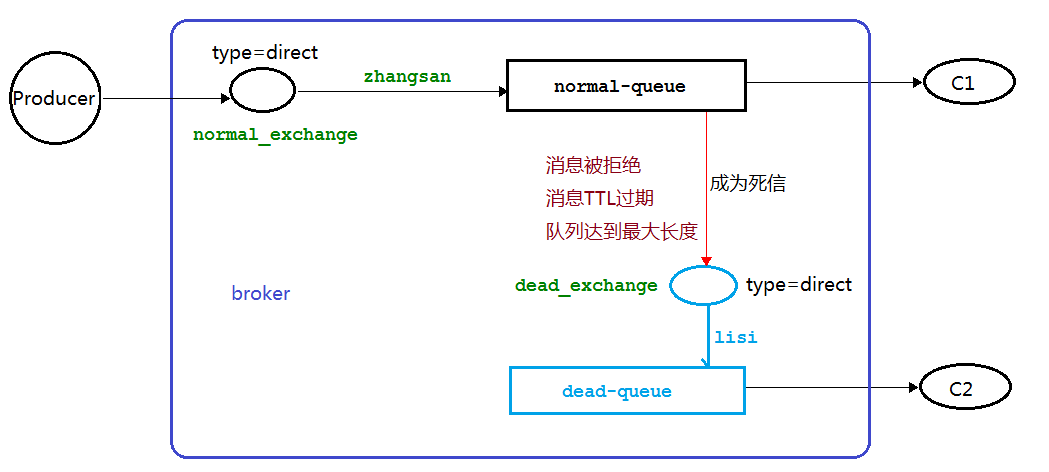 type=direct
Producer
zhangsan
normal-queue
C1
normal_exchange
消息被拒绝
消息TTL过期
队列达到最大长度
成为死信
broker
dead_exchange
type=direct
lisi
dead-queue
C2